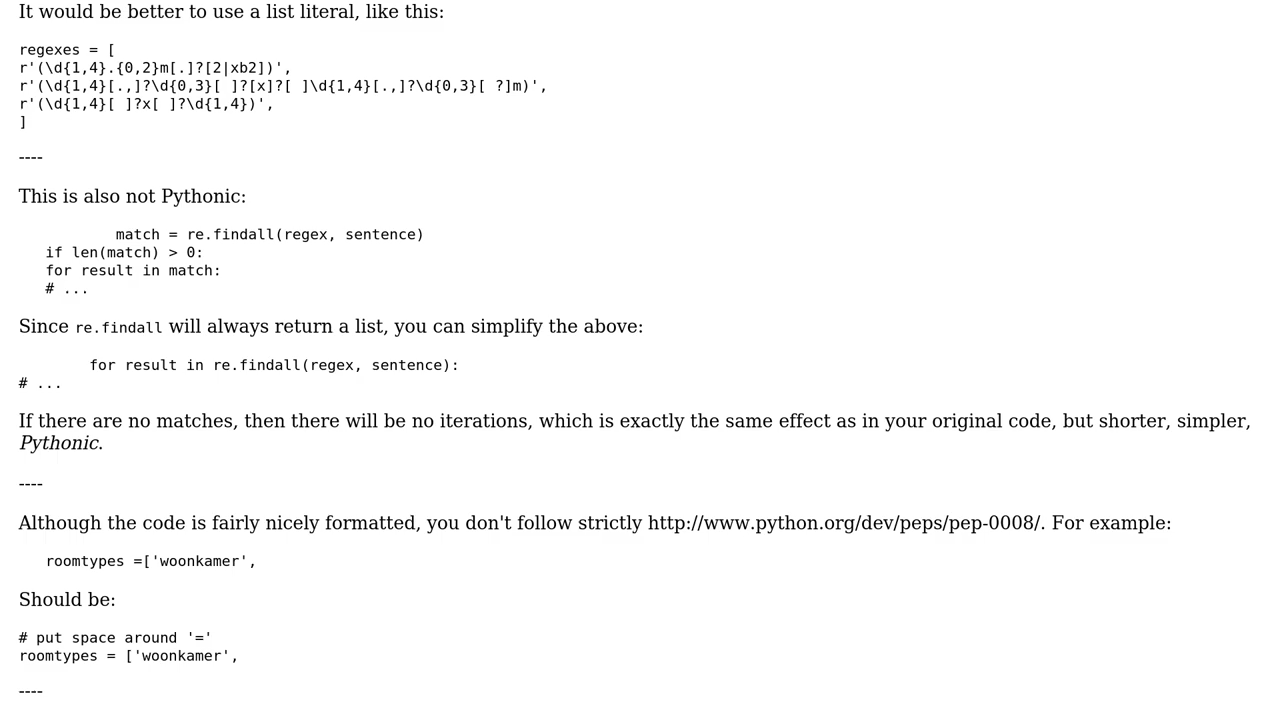 It would be better to use a list literal, like this:
regexes = [
r'(\d{1,4}.{0,2}m[.]?[2|xb2])',
r'(\d{1,4}[.,]?\d{0,3}[ ]?[x]?[ ]\d{1,4}[.,]?\d{0,3}[ ?]m)',
r'(\d{1,4}[ ]?x[ ]?\d{1,4})',
]
----
This is also not Pythonic:
match = re.findall(regex, sentence)
if len(match) > 0:
for result in match:
# ...
Since re.findall will always return a list, you can simplify the above:
for result in re.findall(regex, sentence):
# ...
If there are no matches, then there will be no iterations, which is exactly the same effect as in your original code, but shorter, simpler,
Pythonic.
----
Although the code is fairly nicely formatted, you don't follow strictly http://www.python.org/dev/peps/pep-0008/. For example:
roomtypes =['woonkamer',
Should be:
# put space around '='
roomtypes = ['woonkamer',
----